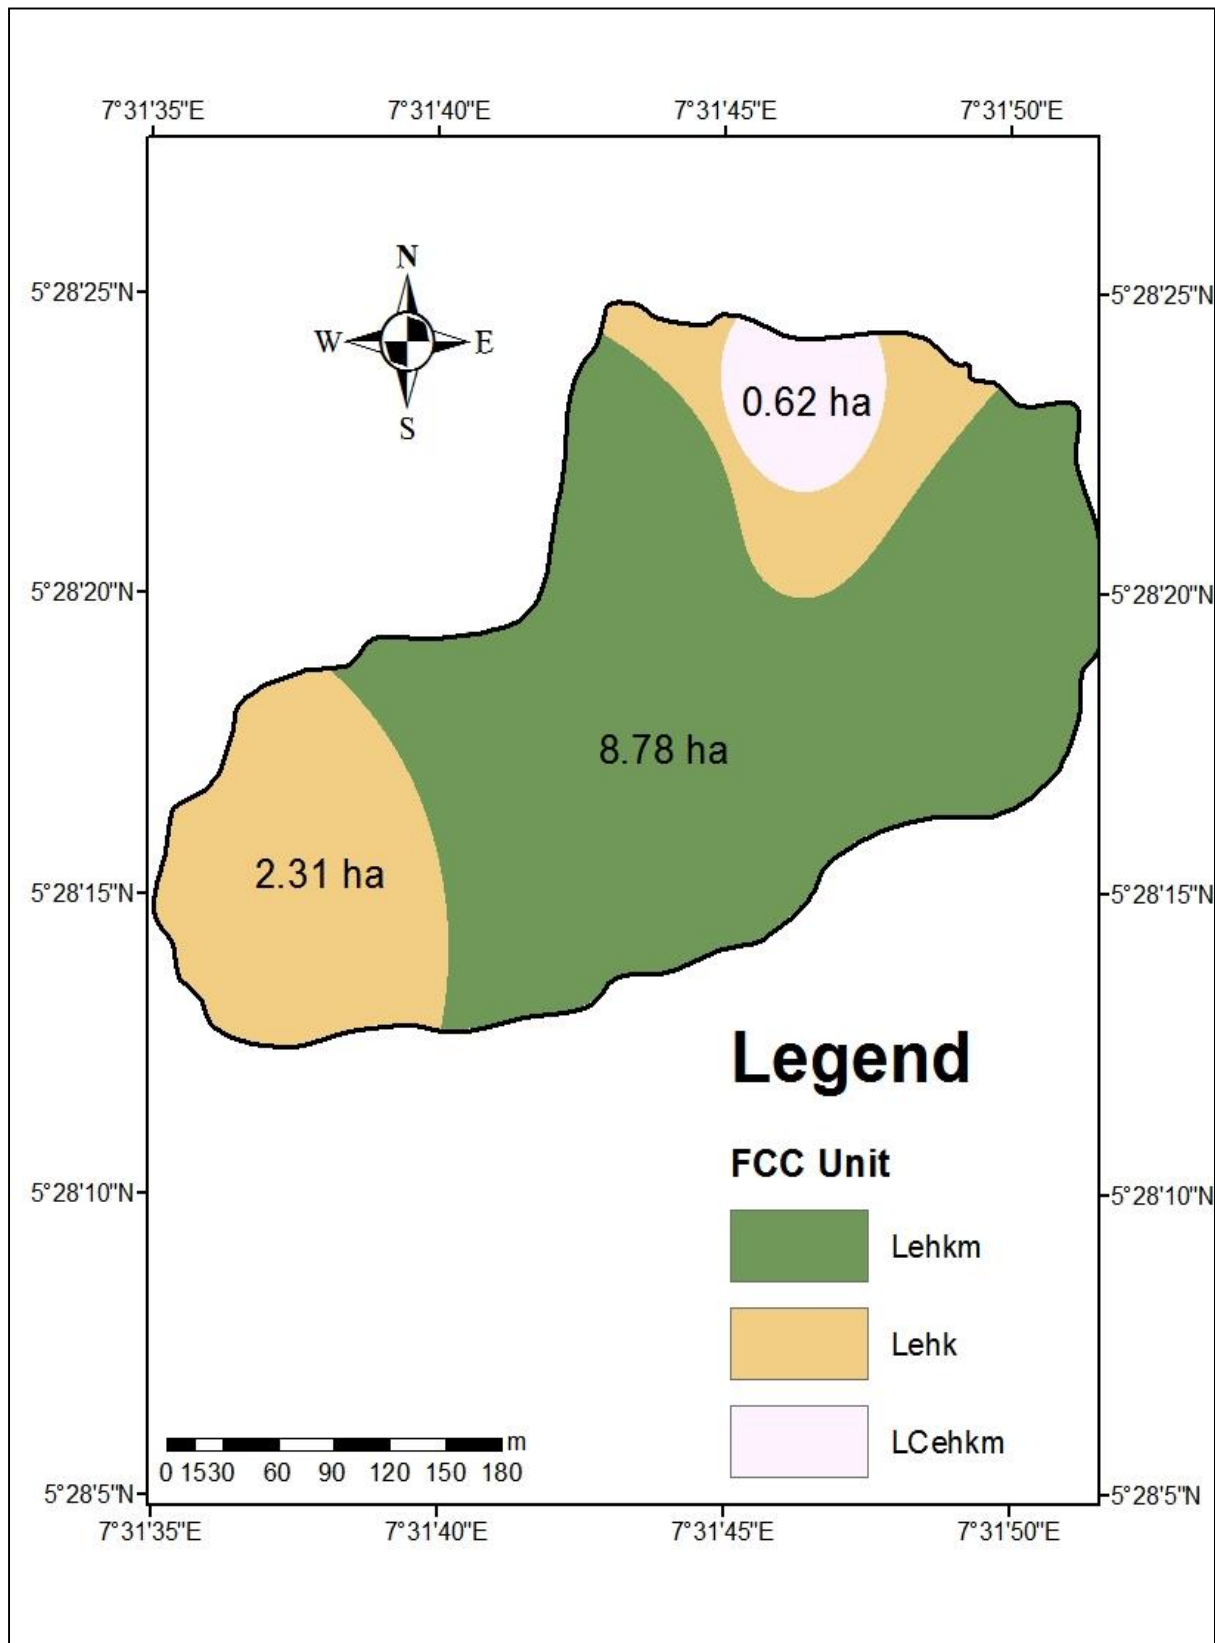 7°31'35"E 7°31'40"E 7°31'45"E 7°31'50"E
N
5°28'25"N 5°28'25"N
W E
0.62 ha
S
5°28'20"N 5°28'20"N
8.78 ha
2.31 ha
5°28'15"N 5°28'15"N
Legend
FCC Unit
5°28'10"N 5°28'10"N
Lehkm
Lehk
LCehkm
m
0 1530 60 90 120 150 180
5°28'5"N 5°28'5"N
7°31'35"E 7°31'40"E 7°31'45"E 7°31'50"E